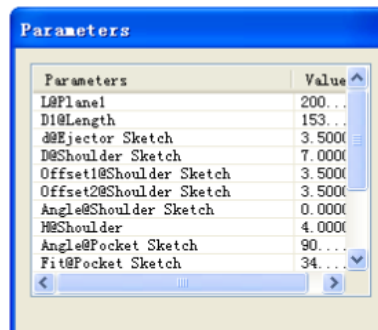 Parameters
Parameters Value
L@Plane1 200...
D1@Length 153...
d@Ejector Sketch 3.5000
D@Shoulder Sketch 7.0000
Offset1@Shoulder Sketch 3.5000
Offset2@Shoulder Sketch 3.5000
Angle@Shoulder Sketch 0.0000
H@Shoulder 4.0000
Angle@Pocket Sketch 90....
Fit@Pocket Sketch 34....